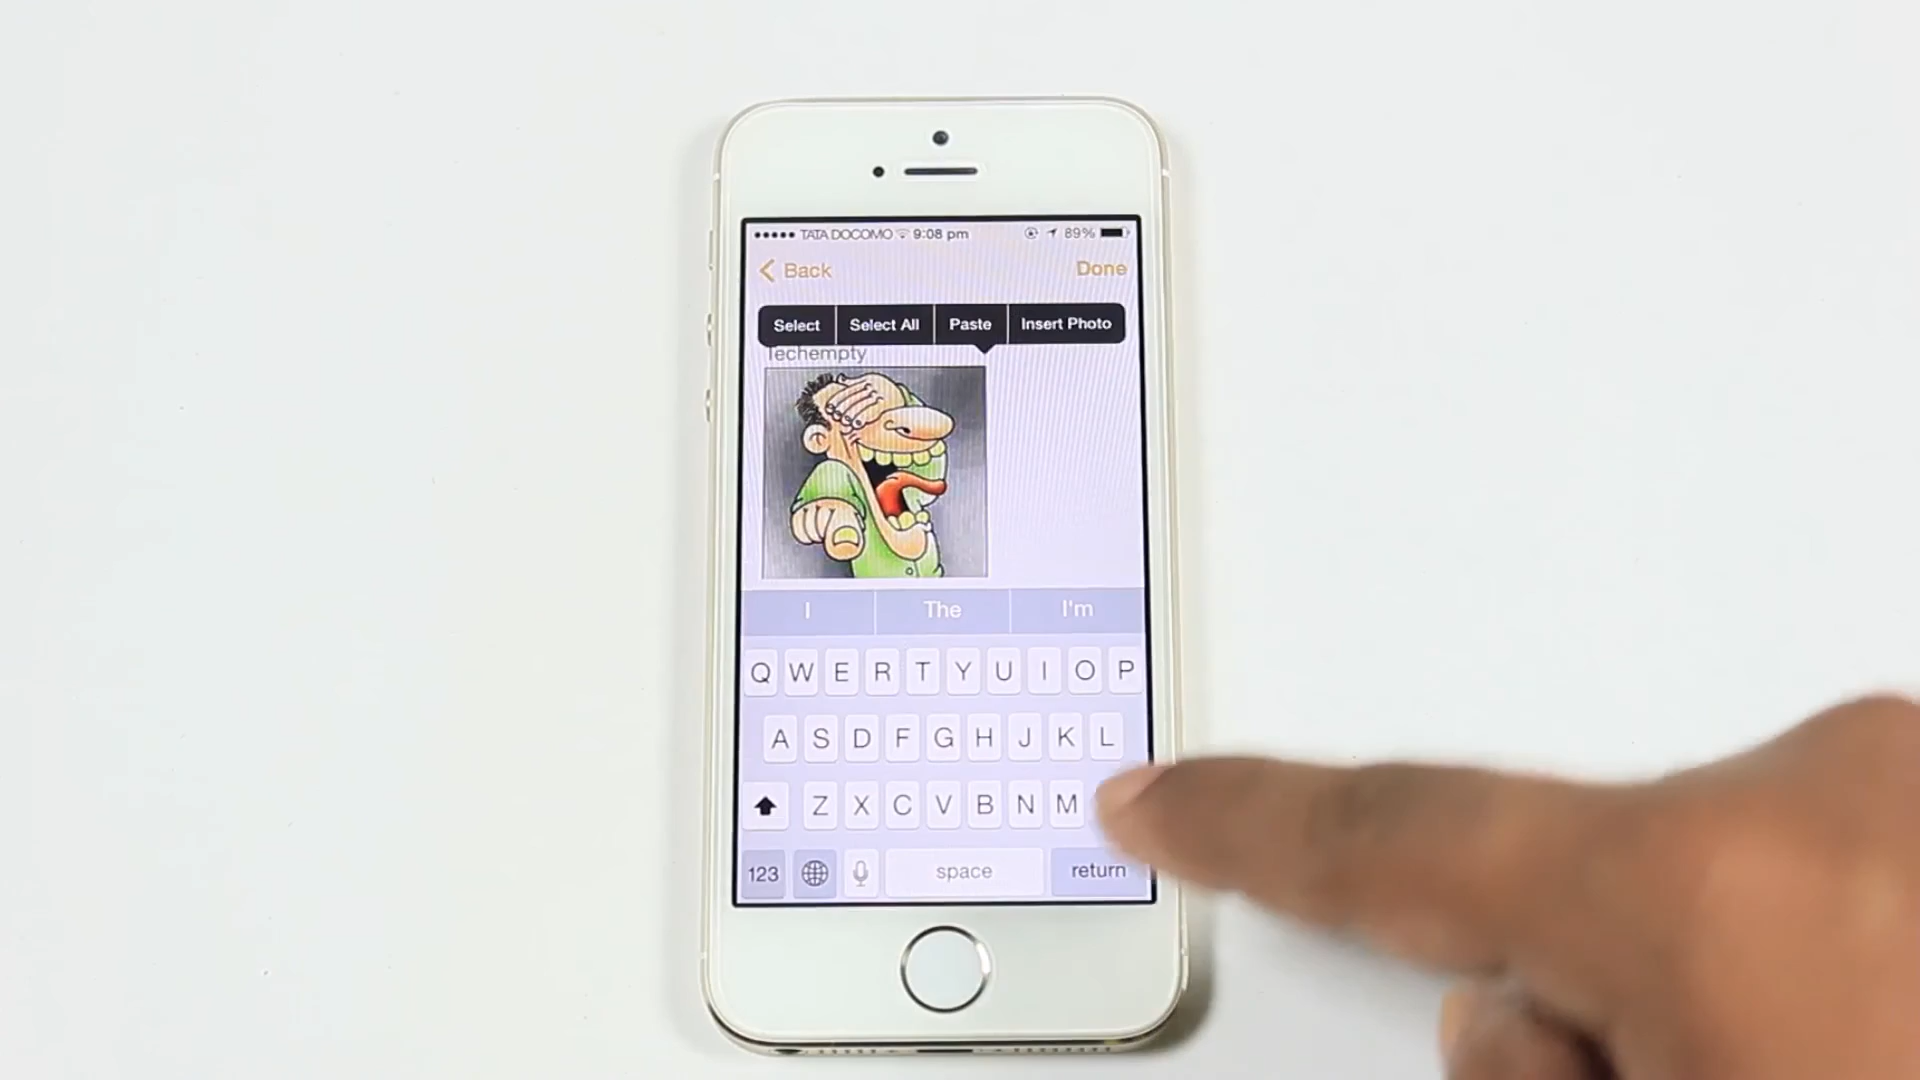 TATA DOCOMO 9:08 pm 89%
Back Done
Select Select All Paste Insert Photo
Techempty
I The I'm
Q W E R T Y U I O P
A S D F G H J K L
Z X C V B N M
123 space return